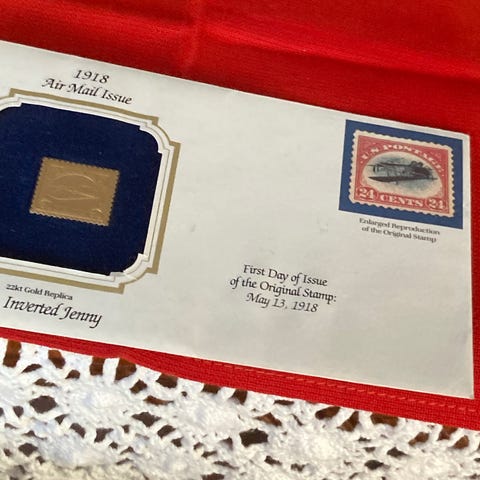 1918
Air Mail Issue
22kt Gold Replica
Inverted Jenny
U S POSTAGE
24 CENTS 24
Enlarged Reproduction
of the Original Stamp
First Day of Issue
of the Original Stamp:
May 13, 1918